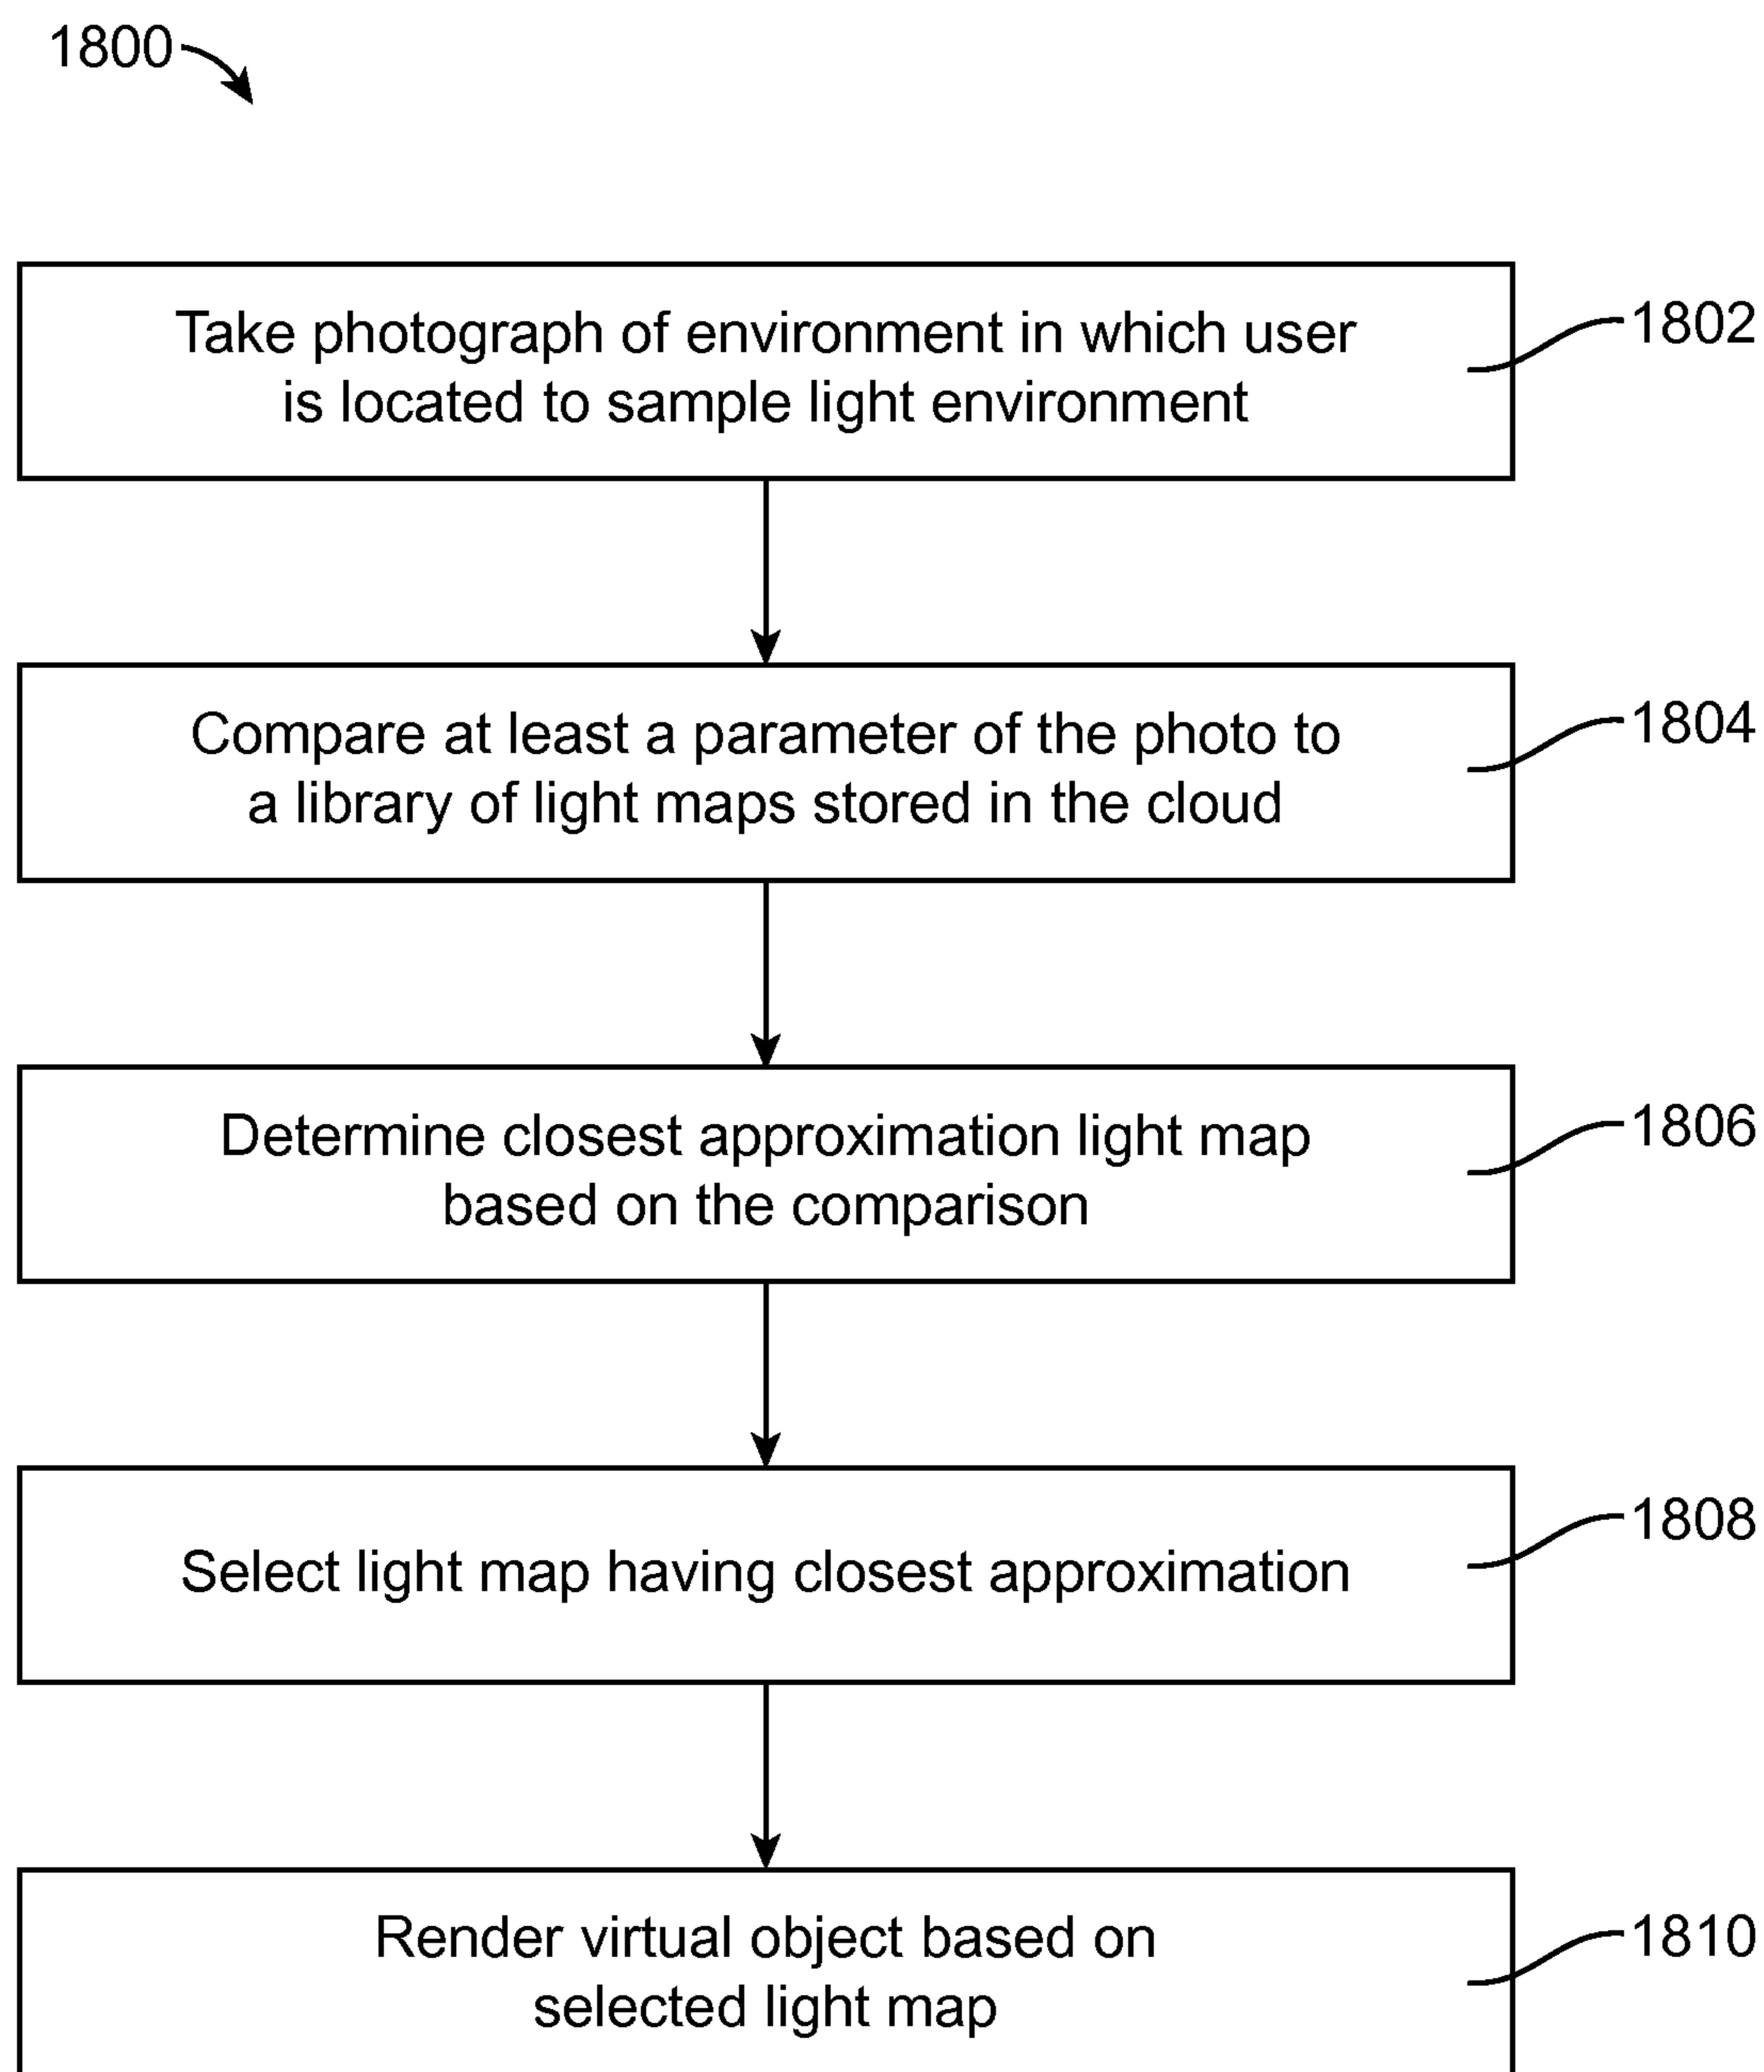 1800
Take photograph of environment in which user
is located to sample light environment
1802
Compare at least a parameter of the photo to
a library of light maps stored in the cloud
1804
Determine closest approximation light map
based on the comparison
1806
Select light map having closest approximation
1808
Render virtual object based on
selected light map
1810